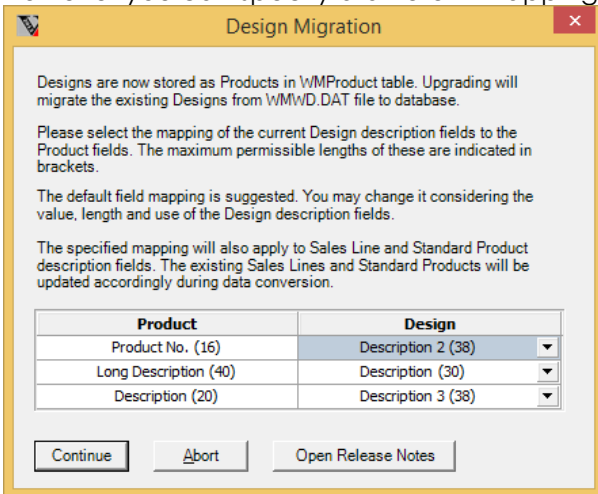 Design Migration
Designs are now stored as Products in WMProduct table. Upgrading will
migrate the existing Designs from WMWD.DAT file to database.
Please select the mapping of the current Design description fields to the
Product fields. The maximum permissible lengths of these are indicated in
brackets.
The default field mapping is suggested. You may change it considering the
value, length and use of the Design description fields.
The specified mapping will also apply to Sales Line and Standard Product
description fields. The existing Sales Lines and Standard Products will be
updated accordingly during data conversion.
Product Design
Product No. (16) Description 2 (38)
Long Description (40) Description (30)
Description (20) Description 3 (38)
Continue Abort Open Release Notes